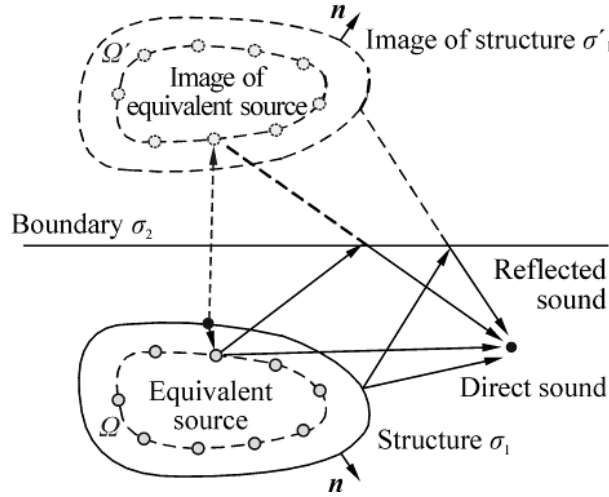 n
Image of structure σ′₁
Ω′
Image of
equivalent source
Boundary σ₂
Reflected
sound
Equivalent
source
Direct sound
Ω
Structure σ₁
n